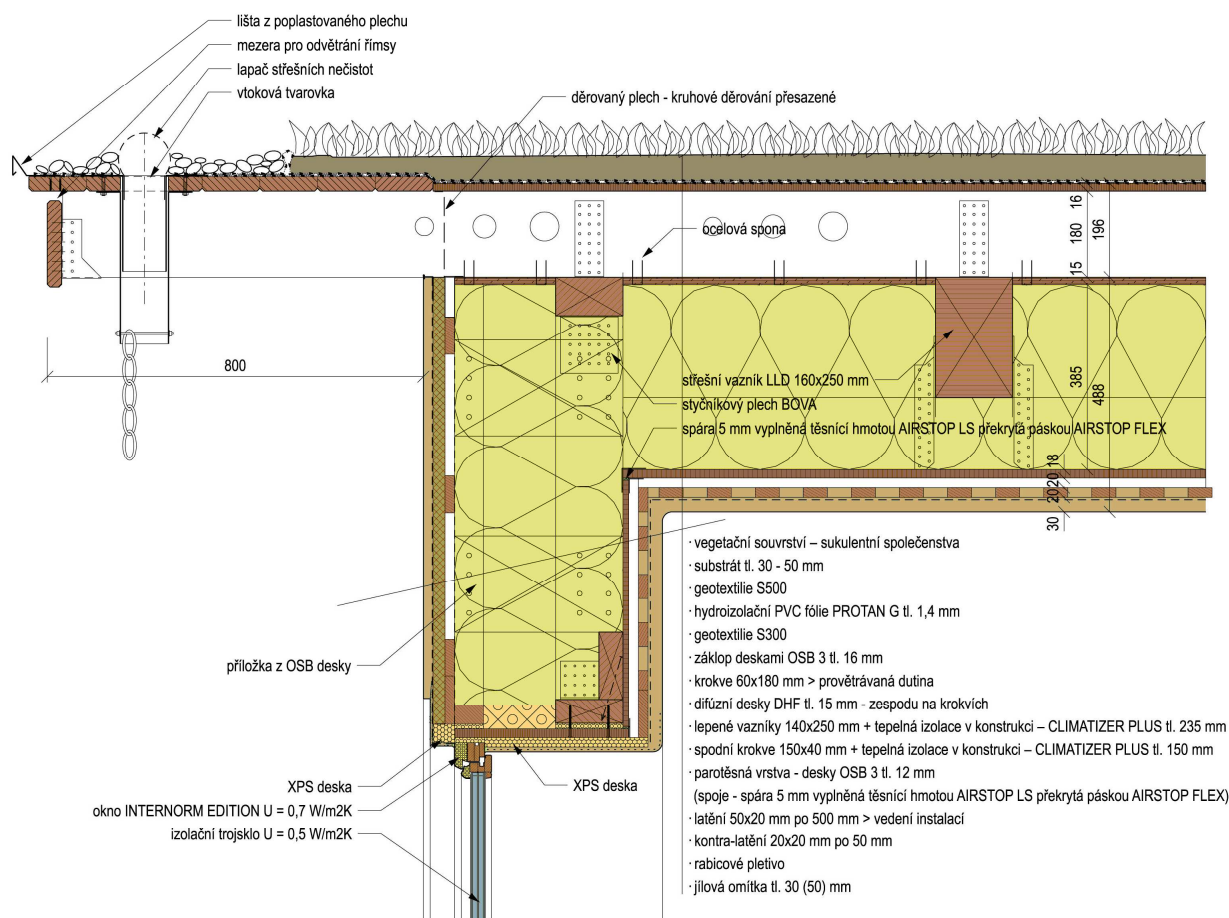 lišta z poplastovaného plechu
mezera pro odvětrání římsy
lapač střešních nečistot
vtoková tvarovka
děrovaný plech - kruhové děrování přesazené
ocelová spona
16
180
196
15
800
střešní vazník LLD 160x250 mm
385
488
styčníkový plech BOVA
spára 5 mm vyplněná těsnící hmotou AIRSTOP LS překrytá páskou AIRSTOP FLEX
18
20
20
30
příložka z OSB desky
XPS deska
okno INTERNORM EDITION U = 0,7 W/m2K
izolační trojsklo U = 0,5 W/m2K
XPS deska
· vegetační souvrství – sukulentní společenstva
· substrát tl. 30 - 50 mm
· geotextilie S500
· hydroizolační PVC fólie PROTAN G tl. 1,4 mm
· geotextilie S300
· záklop deskami OSB 3 tl. 16 mm
· krokve 60x180 mm > provětrávaná dutina
· difúzní desky DHF tl. 15 mm - zespodu na krokvích
· lepené vazníky 140x250 mm + tepelná izolace v konstrukci – CLIMATIZER PLUS tl. 235 mm
· spodní krokve 150x40 mm + tepelná izolace v konstrukci – CLIMATIZER PLUS tl. 150 mm
· parotěsná vrstva - desky OSB 3 tl. 12 mm
(spoje - spára 5 mm vyplněná těsnící hmotou AIRSTOP LS překrytá páskou AIRSTOP FLEX)
· latění 50x20 mm po 500 mm > vedení instalací
· kontra-latění 20x20 mm po 50 mm
· rabicové pletivo
· jílová omítka tl. 30 (50) mm